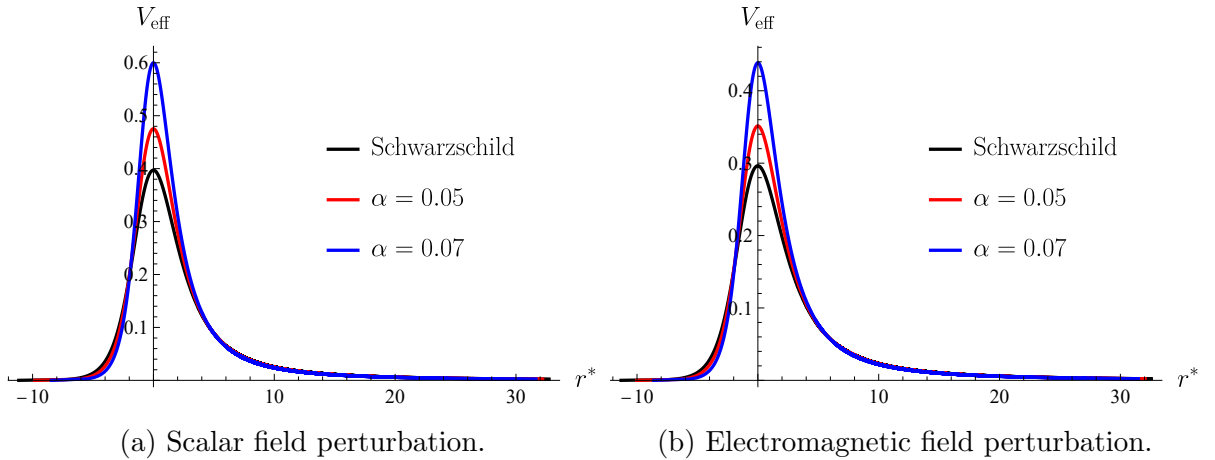 V_eff
0.6
0.5
0.4
0.3
0.2
0.1
−10
10
20
30
r*
Schwarzschild
α = 0.05
α = 0.07
(a) Scalar field perturbation.
V_eff
0.4
0.3
0.2
0.1
−10
10
20
30
r*
Schwarzschild
α = 0.05
α = 0.07
(b) Electromagnetic field perturbation.